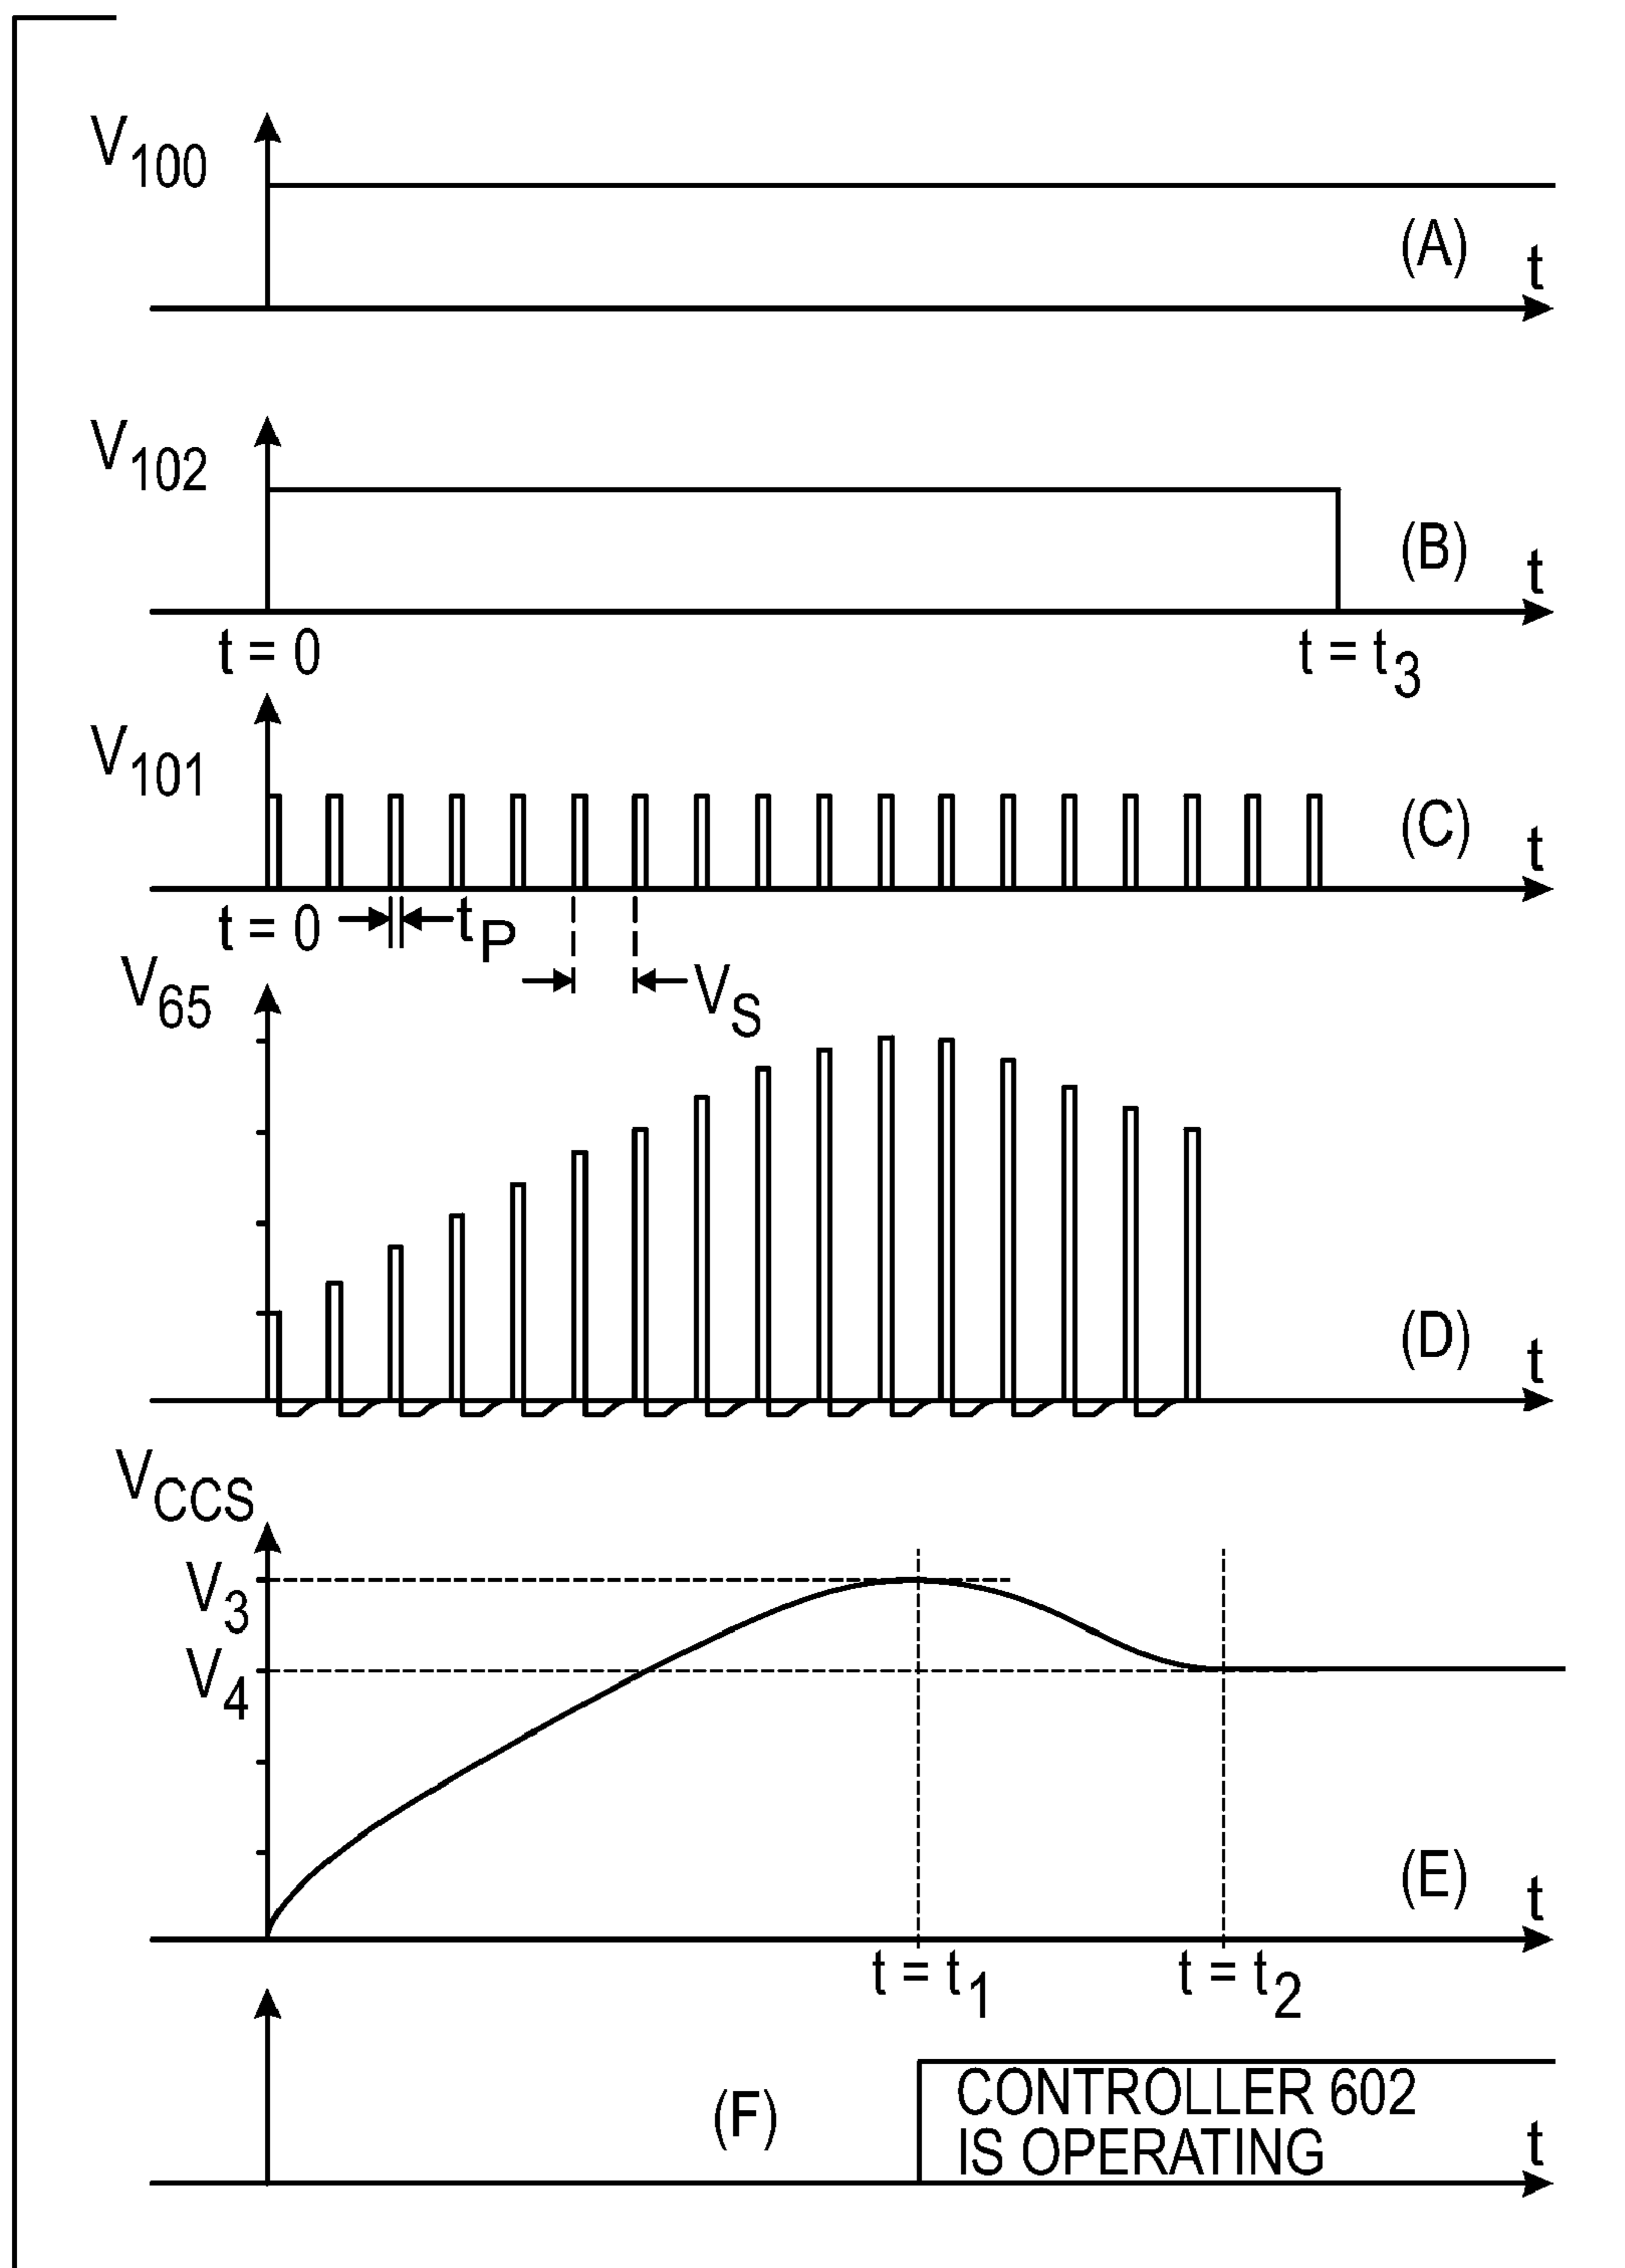 V100
(A)
t
V102
(B)
t
t = 0
t = t3
V101
(C)
t
t = 0
tP
VS
V65
(D)
t
VCCS
V3
V4
(E)
t
t = t1
t = t2
(F)
CONTROLLER 602
IS OPERATING
t